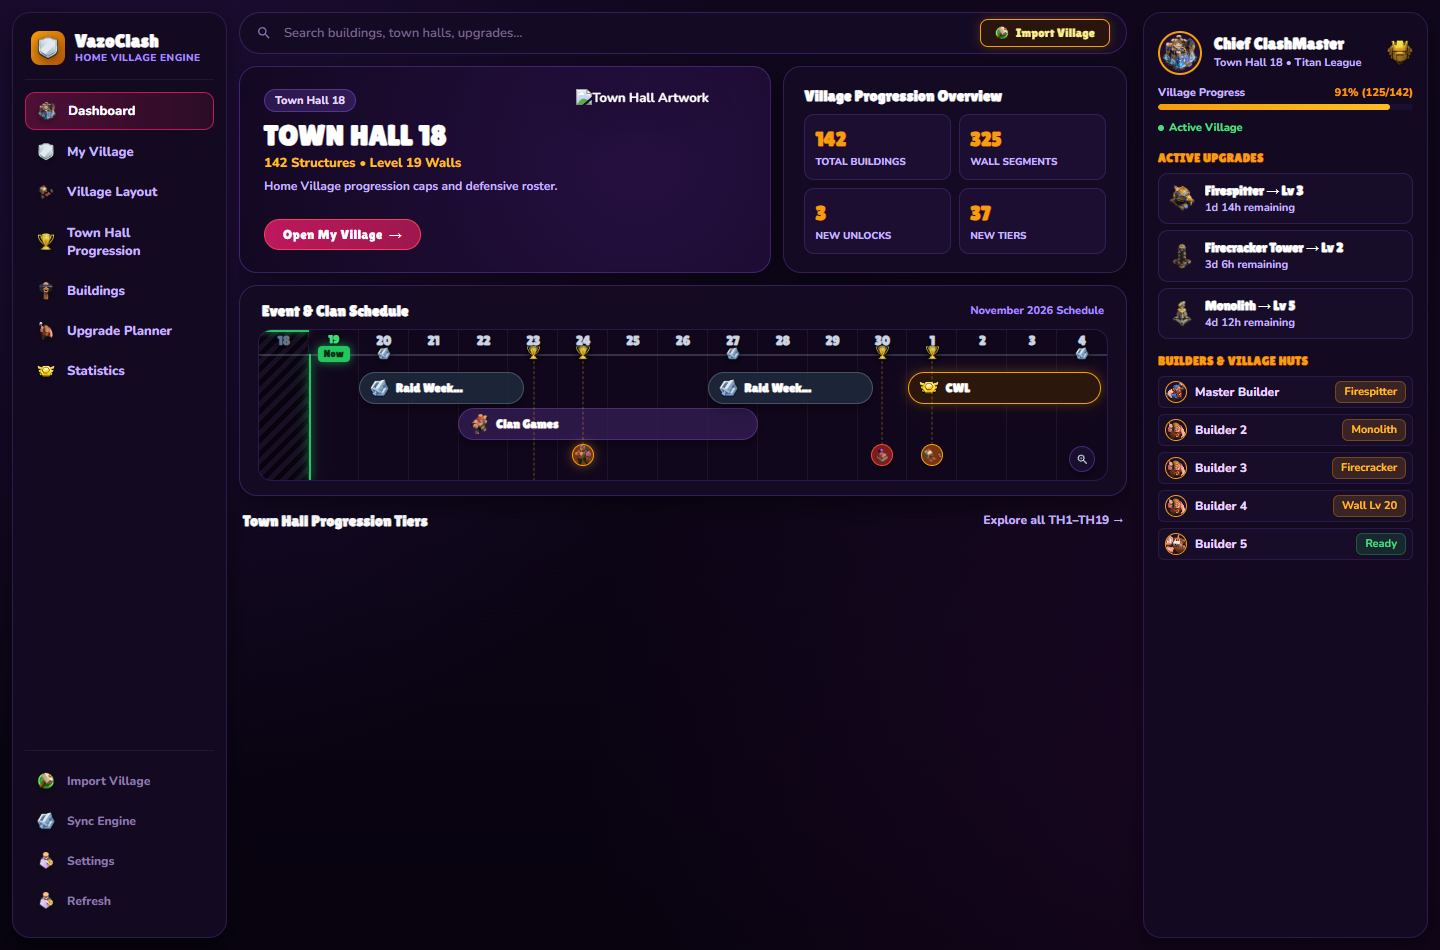 VazoClash
HOME VILLAGE ENGINE
Dashboard
My Village
Village Layout
Town Hall
Progression
Buildings
Upgrade Planner
Statistics
Import Village
Sync Engine
Settings
Refresh
Search buildings, town halls, upgrades...
Import Village
Town Hall 18
TOWN HALL 18
142 Structures • Level 19 Walls
Home Village progression caps and defensive roster.
Open My Village →
Town Hall Artwork
Village Progression Overview
142
TOTAL BUILDINGS
325
WALL SEGMENTS
3
NEW UNLOCKS
37
NEW TIERS
Event & Clan Schedule
November 2026 Schedule
18 19 20 21 22 23 24 25 26 27 28 29 30 1 2 3 4
Now
Raid Week...
Raid Week...
CWL
Clan Games
Town Hall Progression Tiers
Explore all TH1–TH19 →
Chief ClashMaster
Town Hall 18 • Titan League
Village Progress 91% (125/142)
Active Village
ACTIVE UPGRADES
Firespitter → Lv 3
1d 14h remaining
Firecracker Tower → Lv 2
3d 6h remaining
Monolith → Lv 5
4d 12h remaining
BUILDERS & VILLAGE HUTS
Master Builder Firespitter
Builder 2 Monolith
Builder 3 Firecracker
Builder 4 Wall Lv 20
Builder 5 Ready